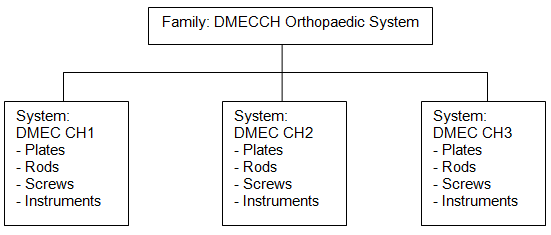 Family: DMECCH Orthopaedic System
System:
DMEC CH1
- Plates
- Rods
- Screws
- Instruments
System:
DMEC CH2
- Plates
- Rods
- Screws
- Instruments
System:
DMEC CH3
- Plates
- Rods
- Screws
- Instruments